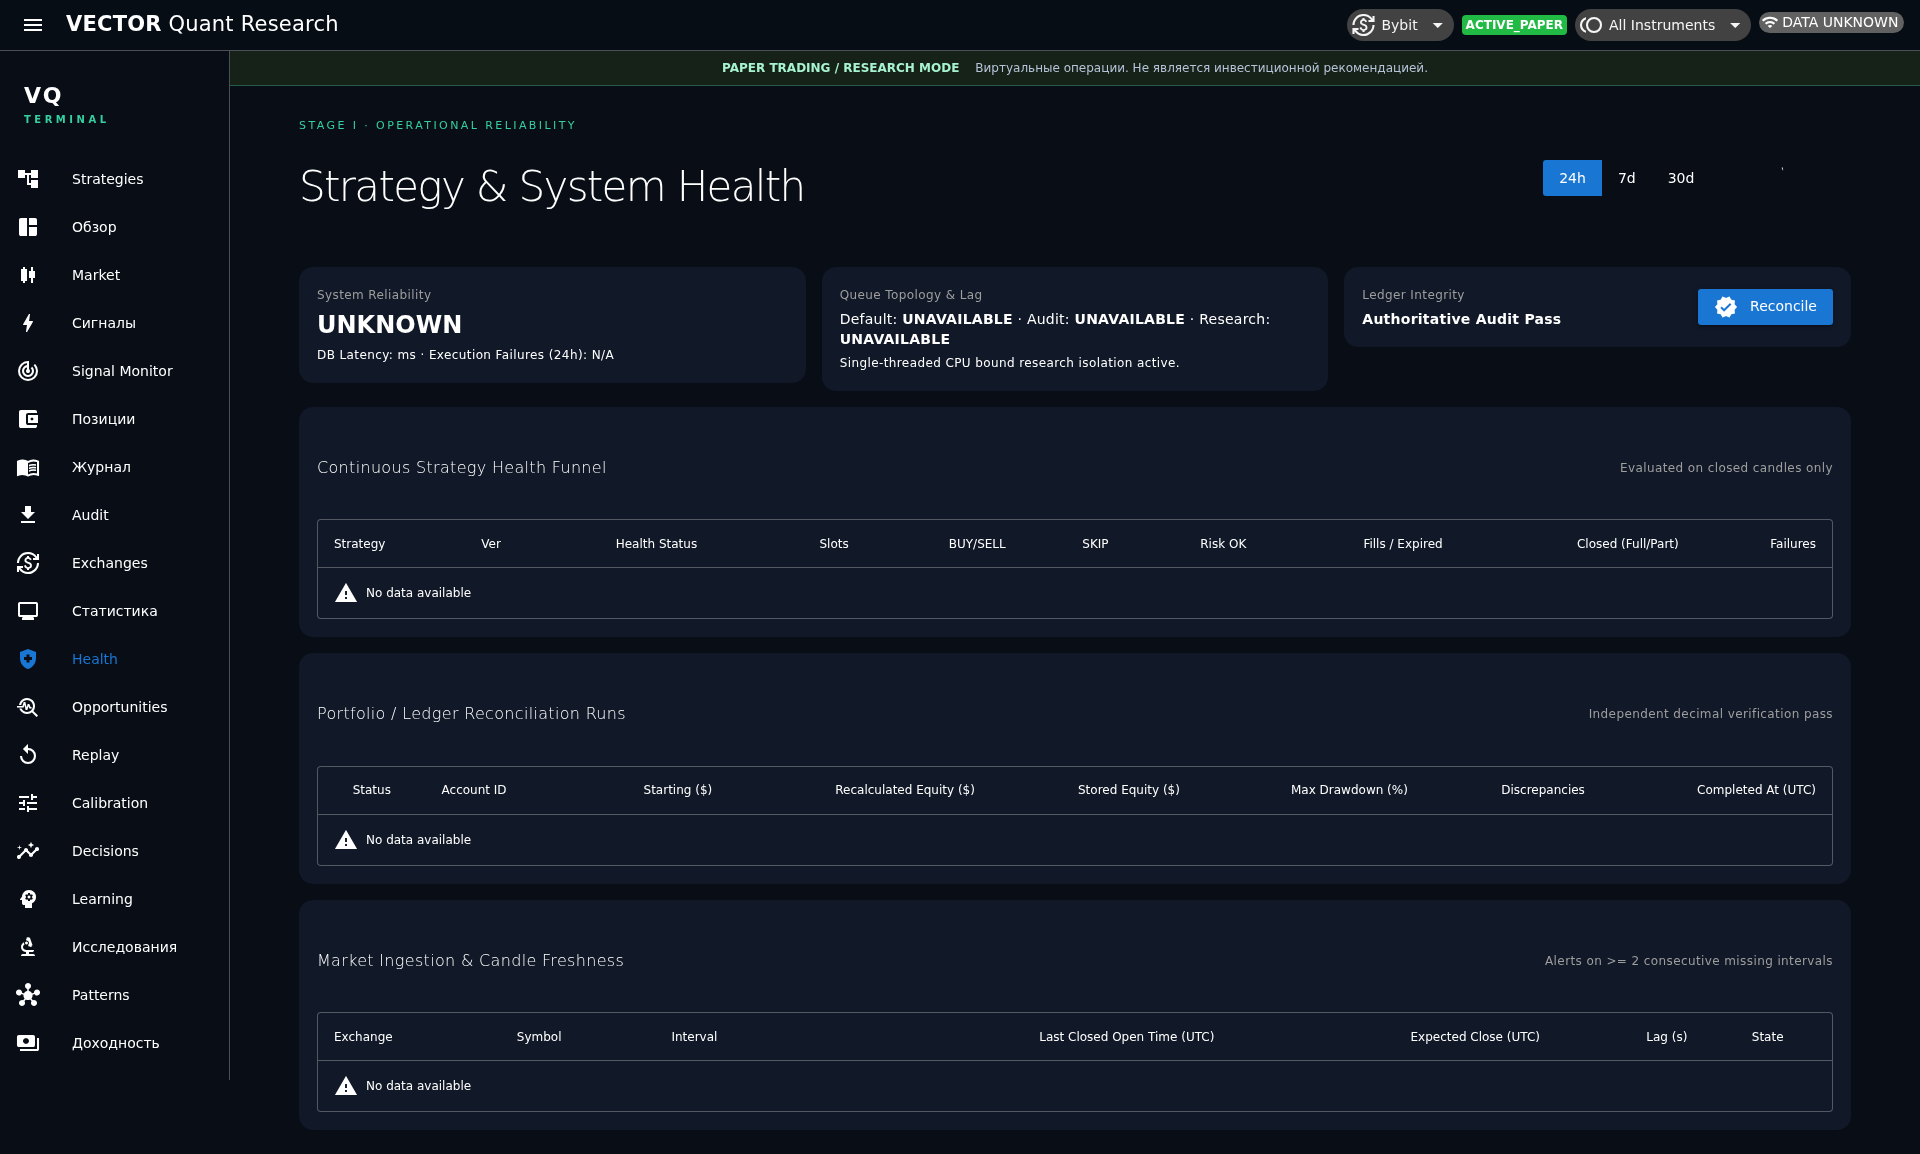 VECTOR Quant Research
Bybit
ACTIVE_PAPER
All Instruments
DATA UNKNOWN
PAPER TRADING / RESEARCH MODE Виртуальные операции. Не является инвестиционной рекомендацией.
VQ
TERMINAL
Strategies
Обзор
Market
Сигналы
Signal Monitor
Позиции
Журнал
Audit
Exchanges
Статистика
Health
Opportunities
Replay
Calibration
Decisions
Learning
Исследования
Patterns
Доходность
STAGE I · OPERATIONAL RELIABILITY
Strategy & System Health
24h 7d 30d
System Reliability
UNKNOWN
DB Latency: ms · Execution Failures (24h): N/A
Queue Topology & Lag
Default: UNAVAILABLE · Audit: UNAVAILABLE · Research:
UNAVAILABLE
Single-threaded CPU bound research isolation active.
Ledger Integrity
Authoritative Audit Pass
Reconcile
Continuous Strategy Health Funnel
Evaluated on closed candles only
Strategy Ver Health Status Slots BUY/SELL SKIP Risk OK Fills / Expired Closed (Full/Part) Failures
No data available
Portfolio / Ledger Reconciliation Runs
Independent decimal verification pass
Status Account ID Starting ($) Recalculated Equity ($) Stored Equity ($) Max Drawdown (%) Discrepancies Completed At (UTC)
No data available
Market Ingestion & Candle Freshness
Alerts on >= 2 consecutive missing intervals
Exchange Symbol Interval Last Closed Open Time (UTC) Expected Close (UTC) Lag (s) State
No data available